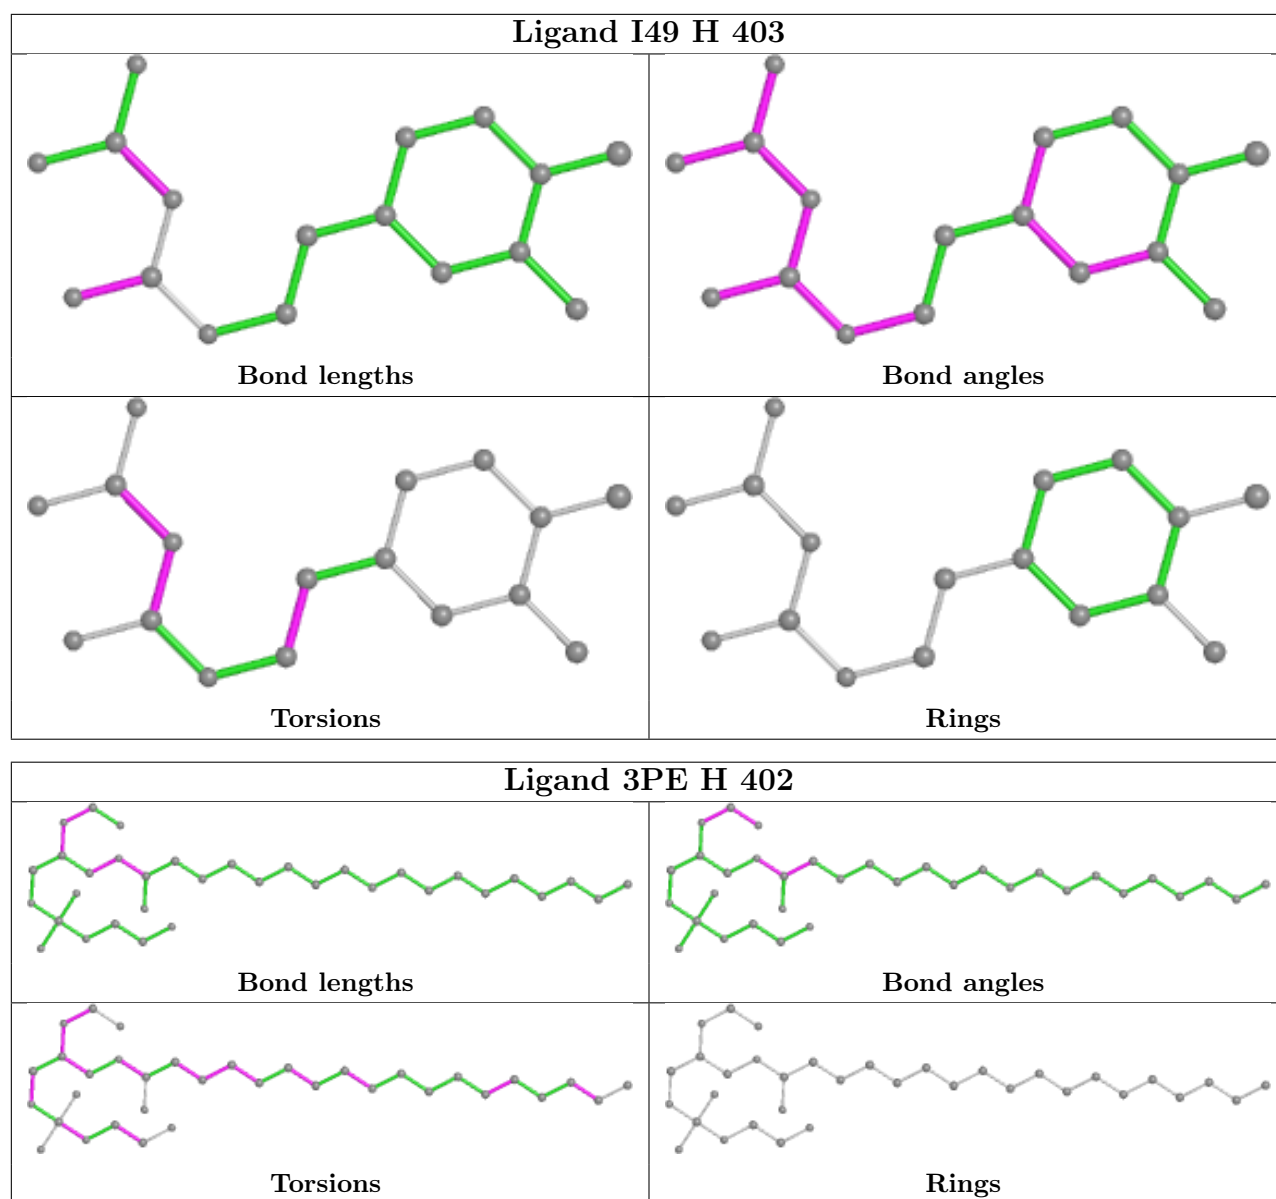 Ligand I49 H 403
Bond lengths
Bond angles
Torsions
Rings
Ligand 3PE H 402
Bond lengths
Bond angles
Torsions
Rings